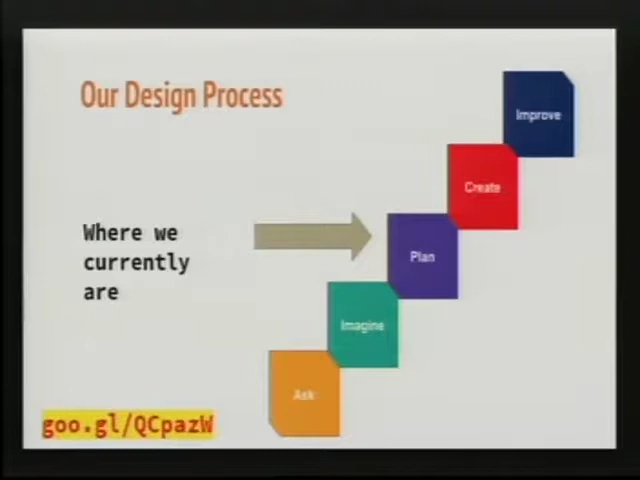 Our Design Process
Improve
Create
Where we
currently
are
Plan
Imagine
Ask
goo.gl/QCpazW